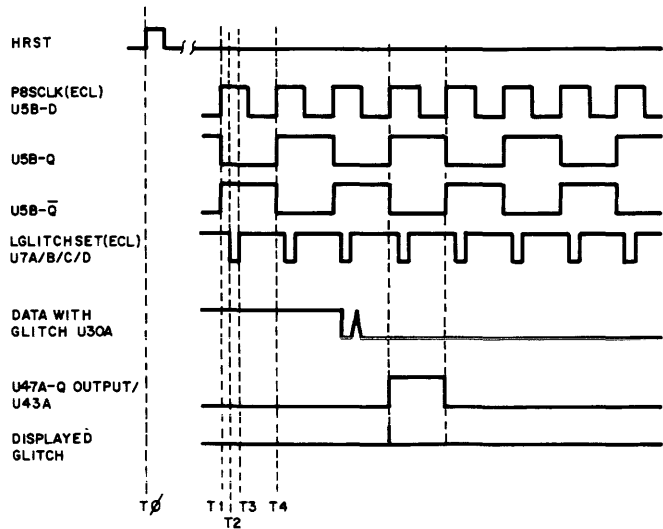 HRST
P8SCLK(ECL)
U5B-D
U5B-Q
U5B-Q̅
LGLITCHSET(ECL)
U7A/B/C/D
DATA WITH
GLITCH U30A
U47A-Q OUTPUT/
U43A
DISPLAYED
GLITCH
TØ
T1
T2
T3
T4